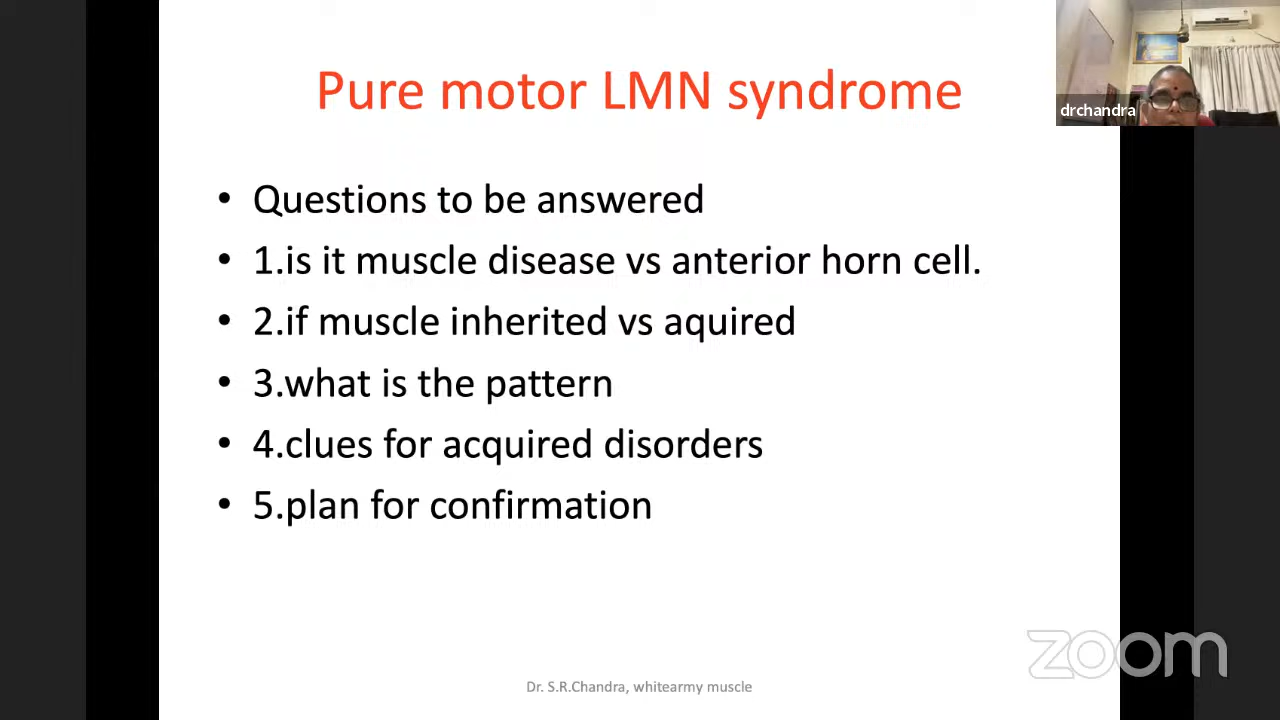 Pure motor LMN syndrome
drchandra
• Questions to be answered
• 1.is it muscle disease vs anterior horn cell.
• 2.if muscle inherited vs aquired
• 3.what is the pattern
• 4.clues for acquired disorders
• 5.plan for confirmation
zoom
Dr. S.R.Chandra, whitearmy muscle